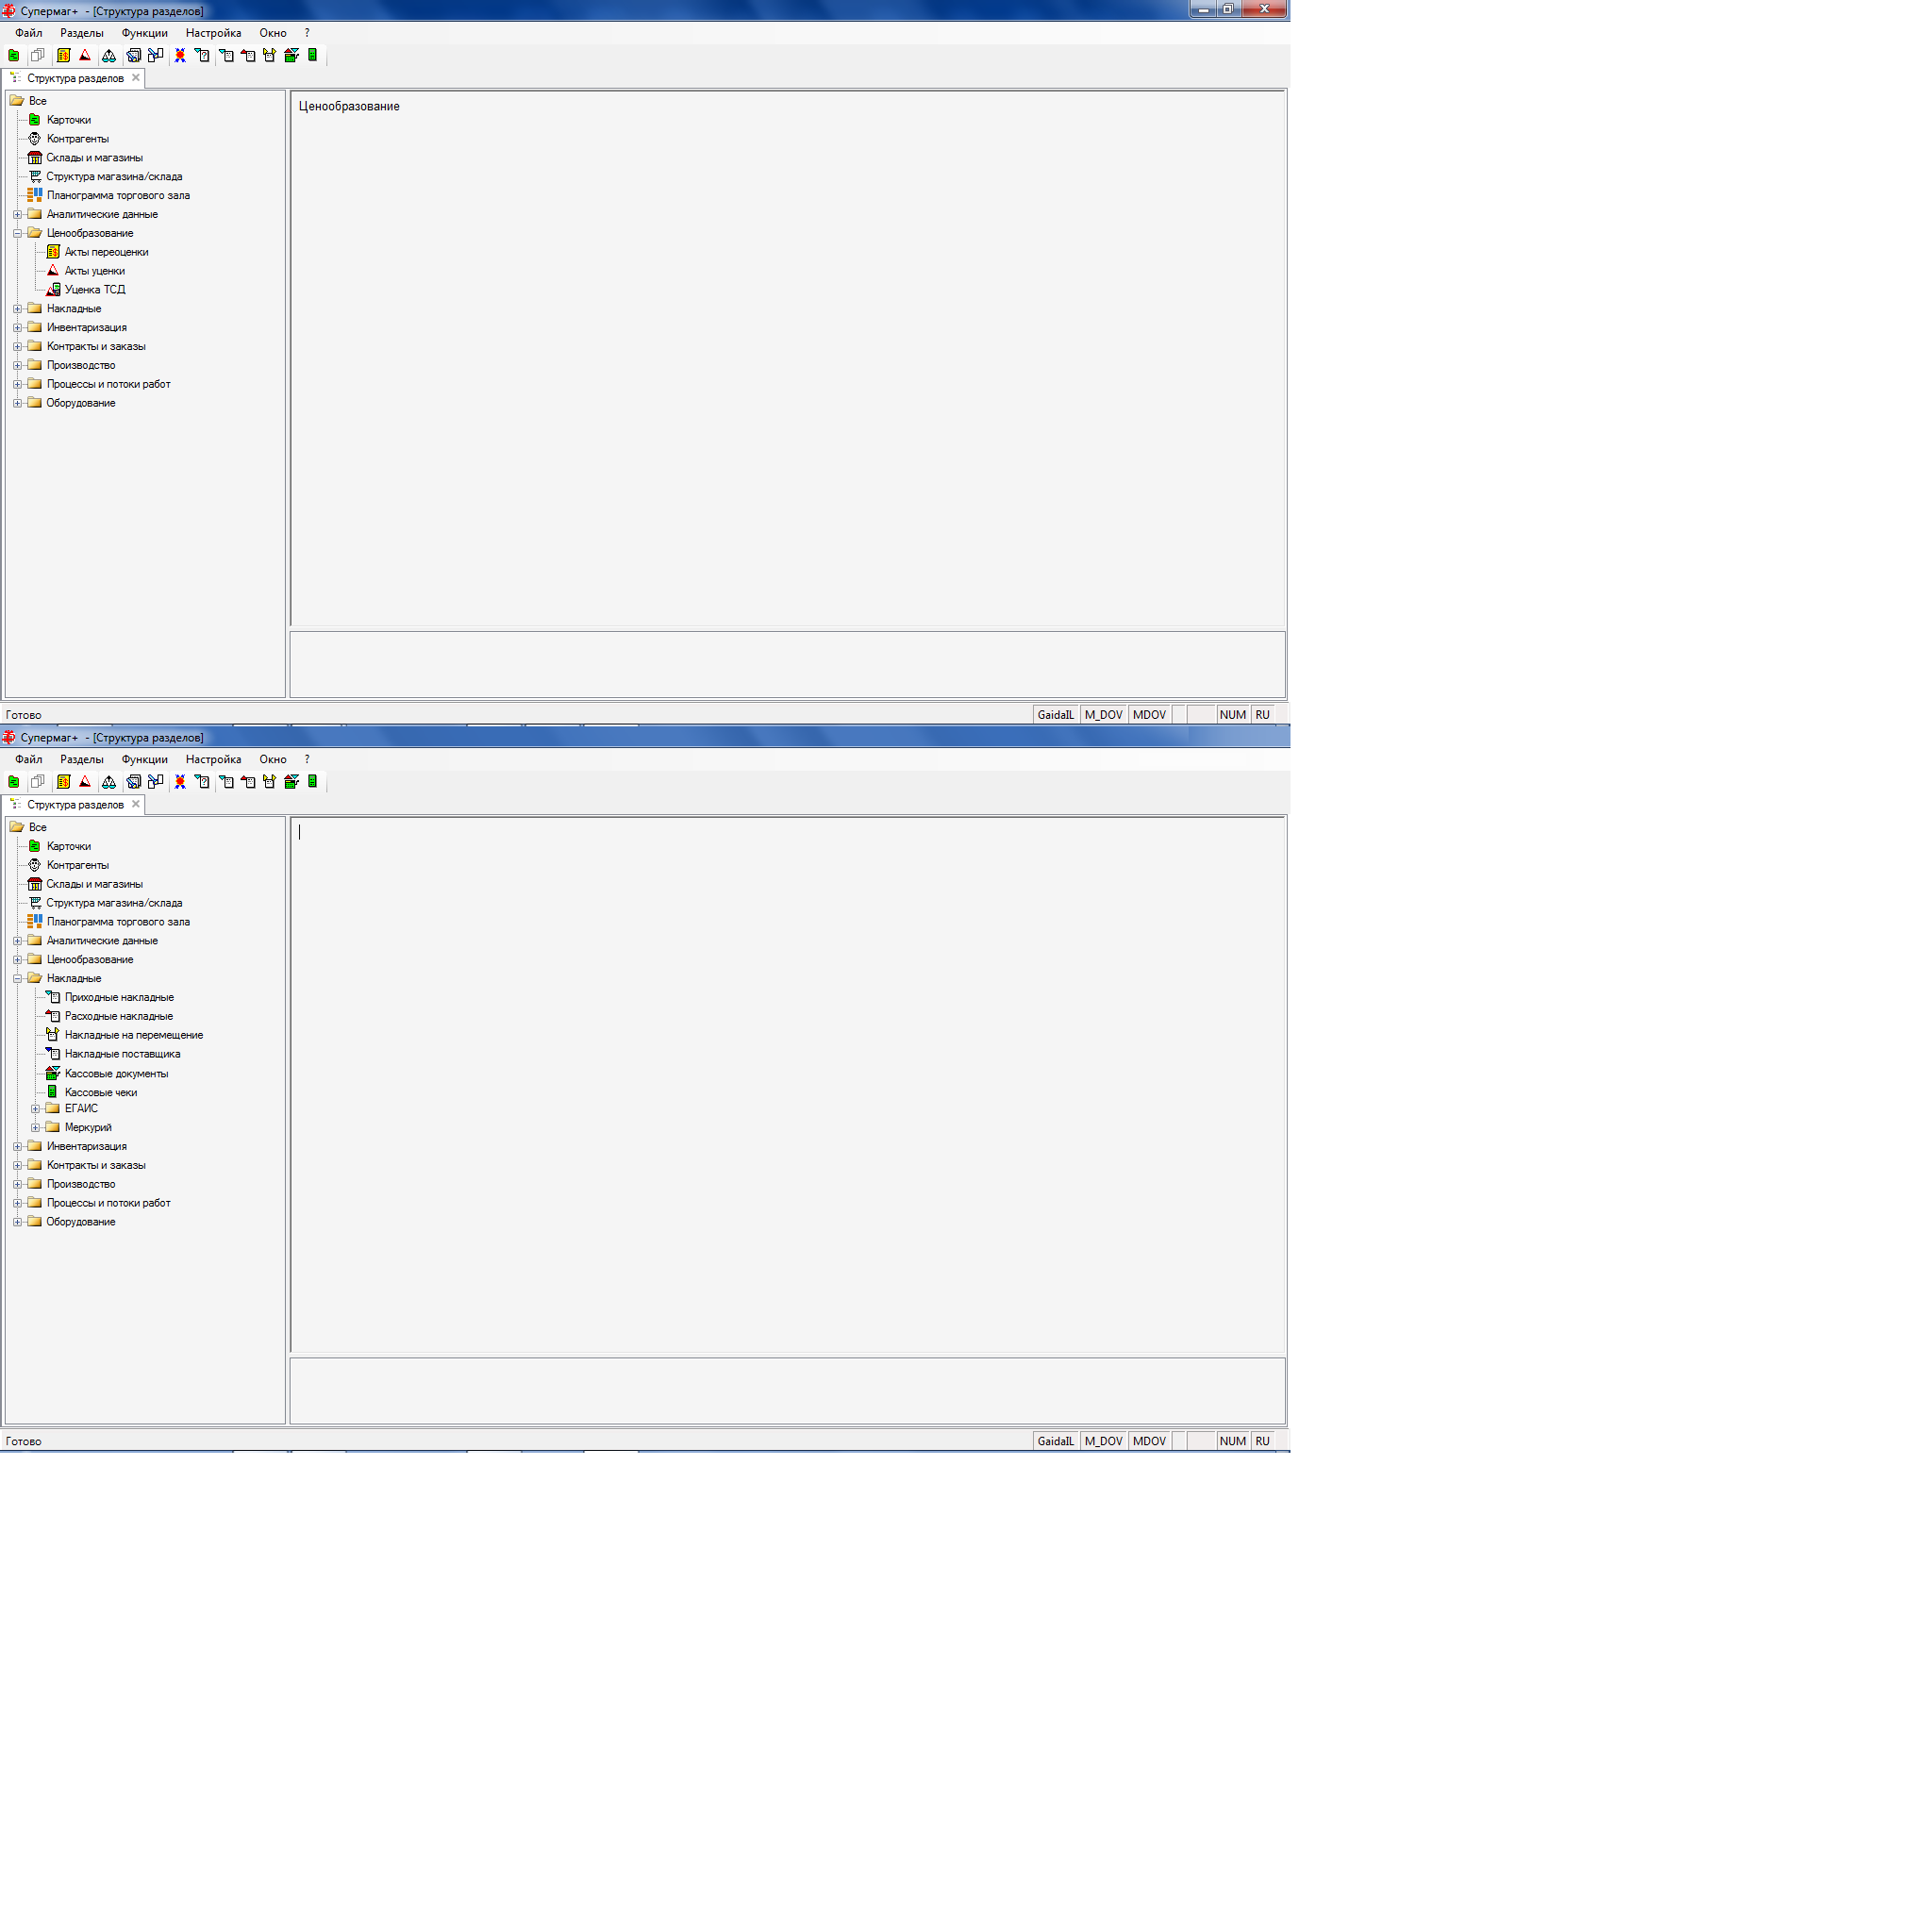 Супермаг+ - [Структура разделов]
Файл Разделы Функции Настройка Окно ?
Структура разделов
Все
Карточки
Контрагенты
Склады и магазины
Структура магазина/склада
Планограмма торгового зала
Аналитические данные
Ценообразование
Акты переоценки
Акты уценки
Уценка ТСД
Накладные
Инвентаризация
Контракты и заказы
Производство
Процессы и потоки работ
Оборудование
Ценообразование
Готово
GaidaIL M_DOV MDOV NUM RU
Супермаг+ - [Структура разделов]
Файл Разделы Функции Настройка Окно ?
Структура разделов
Все
Карточки
Контрагенты
Склады и магазины
Структура магазина/склада
Планограмма торгового зала
Аналитические данные
Ценообразование
Накладные
Приходные накладные
Расходные накладные
Накладные на перемещение
Накладные поставщика
Кассовые документы
Кассовые чеки
ЕГАИС
Меркурий
Инвентаризация
Контракты и заказы
Производство
Процессы и потоки работ
Оборудование
Готово
GaidaIL M_DOV MDOV NUM RU